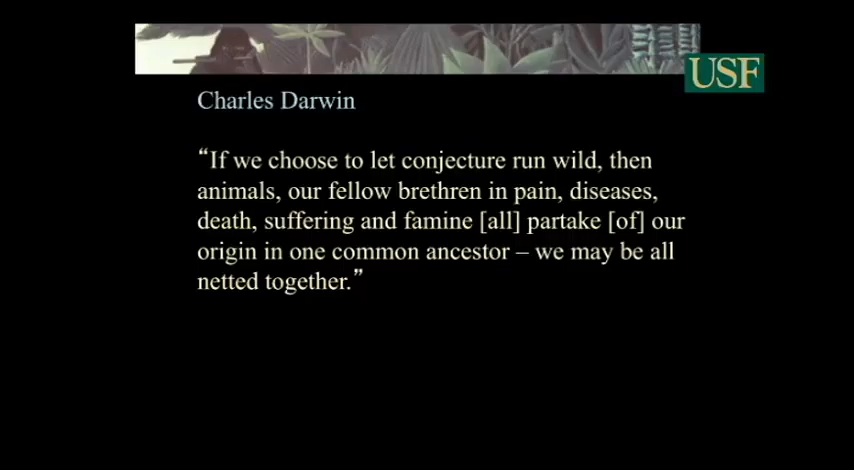 USF
Charles Darwin
“If we choose to let conjecture run wild, then
animals, our fellow brethren in pain, diseases,
death, suffering and famine [all] partake [of] our
origin in one common ancestor – we may be all
netted together.”